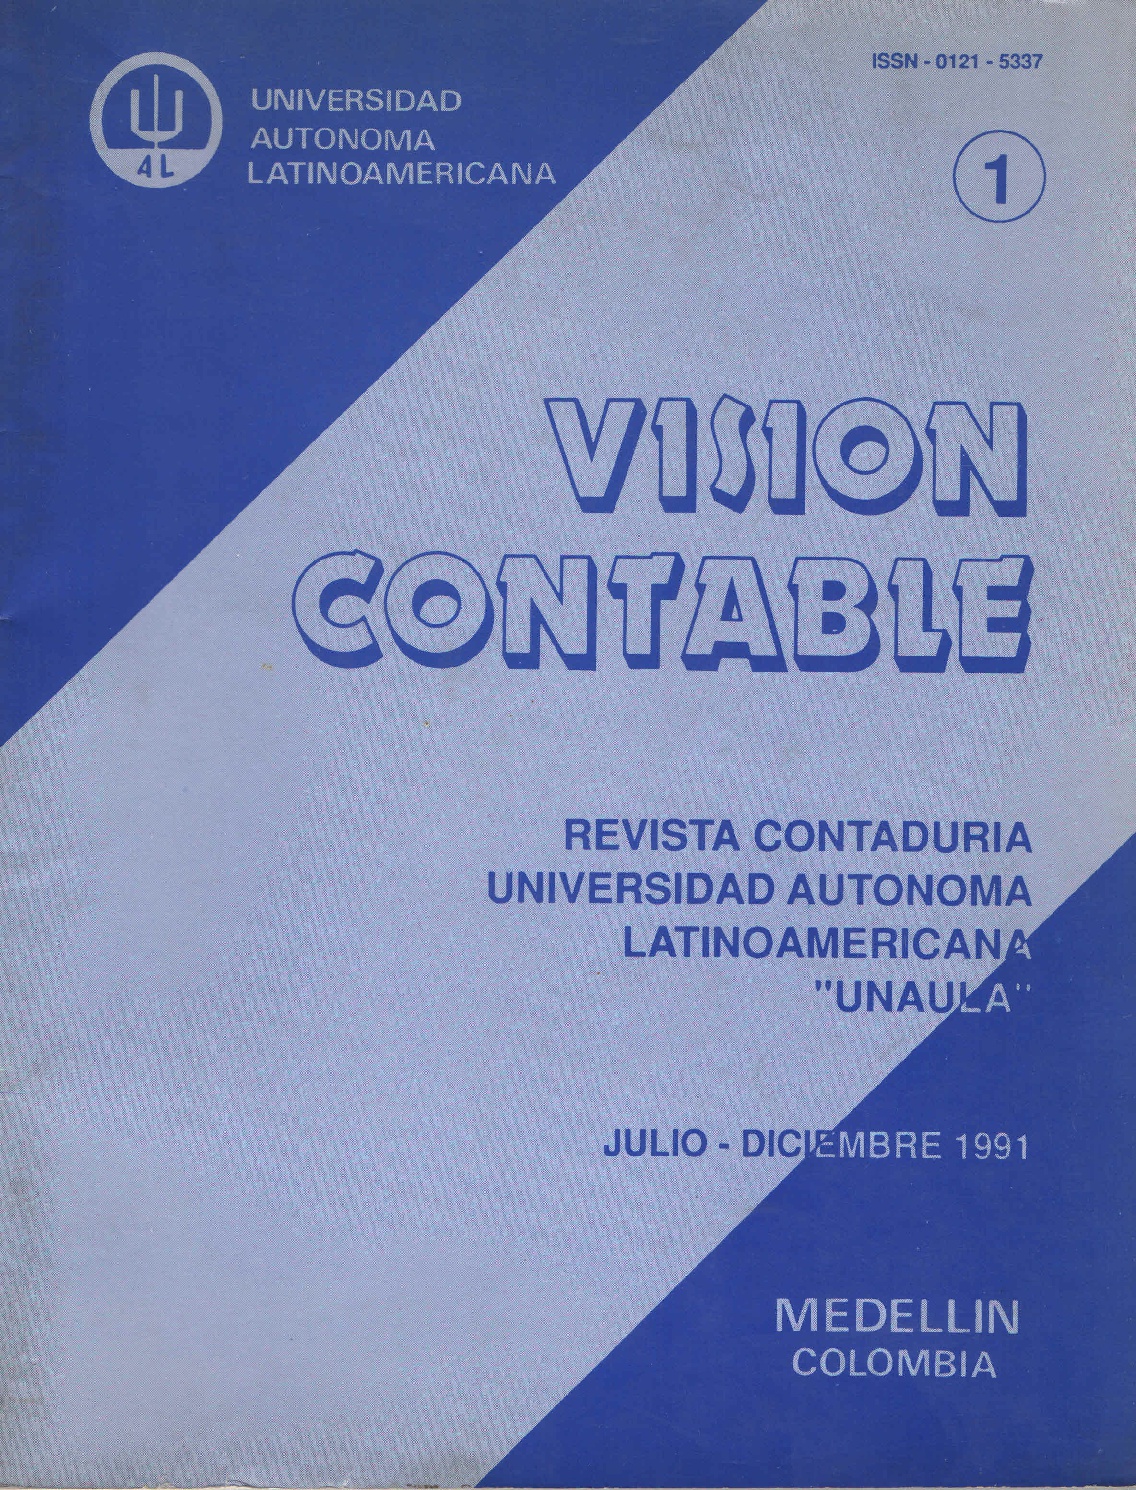 UNIVERSIDAD
AUTONOMA
LATINOAMERICANA
AL
ISSN - 0121 - 5337
1
VISION
CONTABLE
REVISTA CONTADURIA
UNIVERSIDAD AUTONOMA
LATINOAMERICANA
"UNAULA"
JULIO - DICIEMBRE 1991
MEDELLIN
COLOMBIA